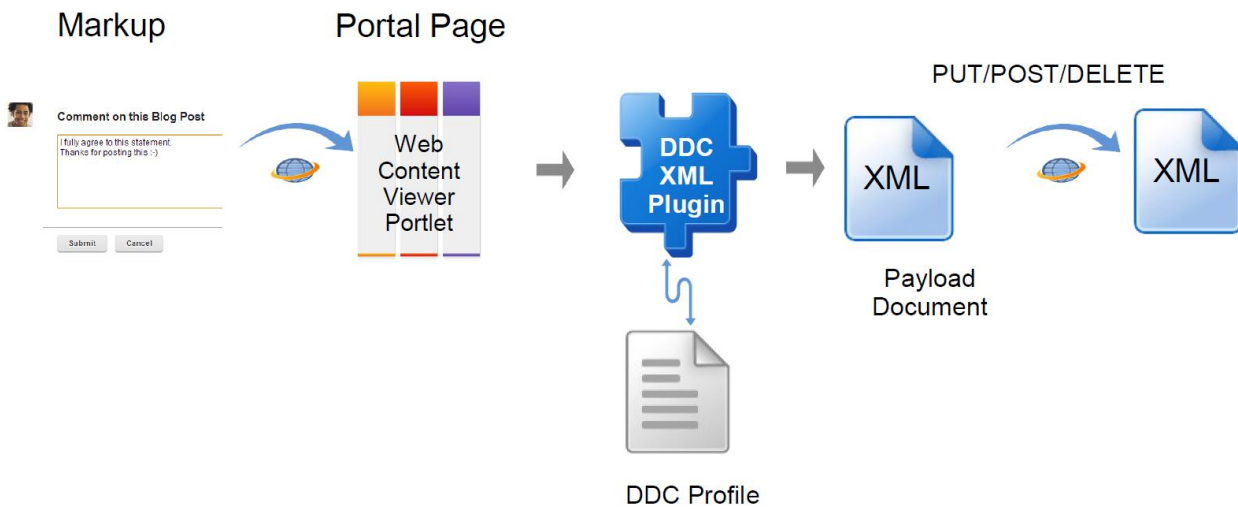 Markup
Portal Page
Comment on this Blog Post
I fully agree to this statement.
Thanks for posting this :-)
Submit
Cancel
Web
Content
Viewer
Portlet
DDC
XML
Plugin
DDC Profile
XML
Payload
Document
PUT/POST/DELETE
XML